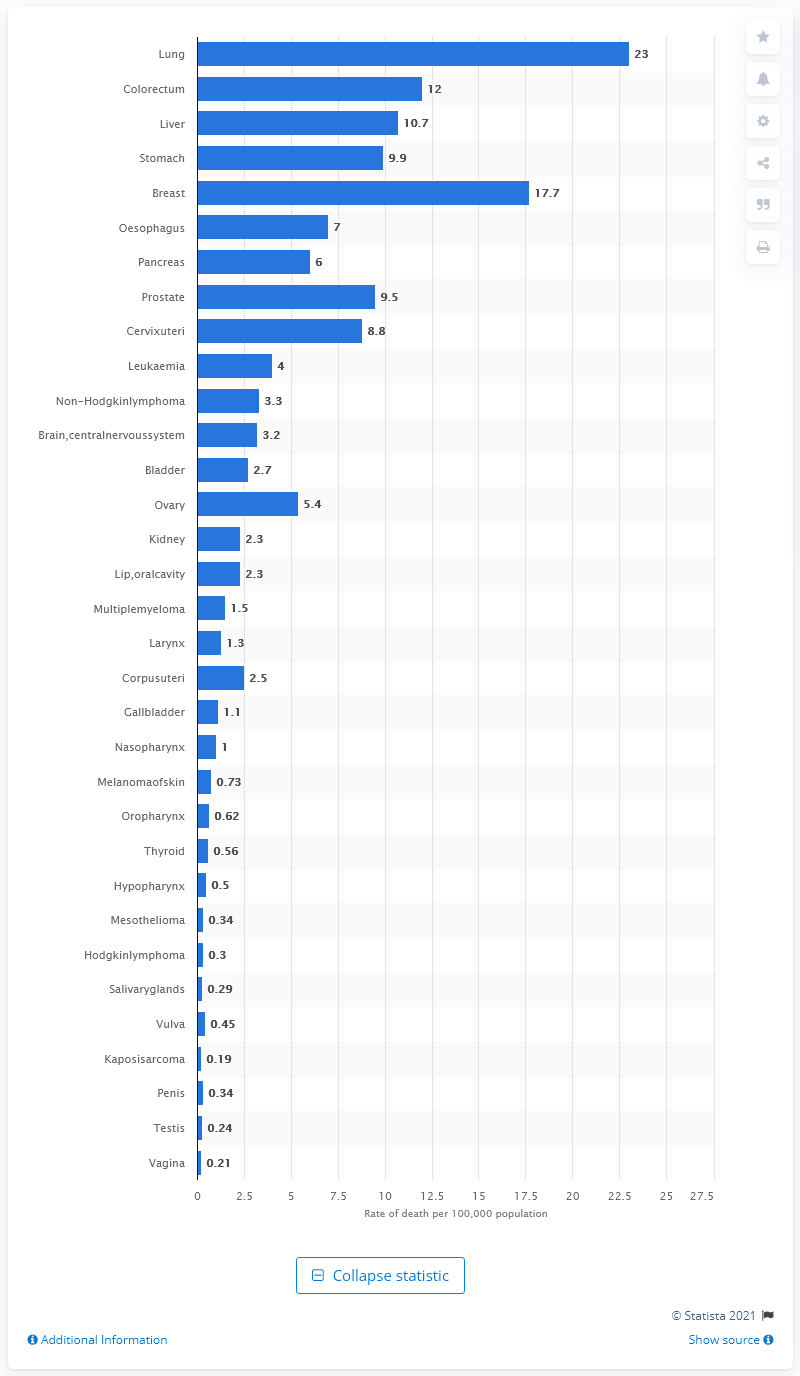 Lung 23
Colorectum 12
Liver 10.7
Stomach 9.9
Breast 17.7
Oesophagus 7
Pancreas 6
Prostate 9.5
Cervixuteri 8.8
Leukaemia 4
Non-Hodgkinlymphoma 3.3
Brain,centralnervoussystem 3.2
Bladder 2.7
Ovary 5.4
Kidney 2.3
Lip,oralcavity 2.3
Multiplemyeloma 1.5
Larynx 1.3
Corpusuteri 2.5
Gallbladder 1.1
Nasopharynx 1
Melanomaofskin 0.73
Oropharynx 0.62
Thyroid 0.56
Hypopharynx 0.5
Mesothelioma 0.34
Hodgkinlymphoma 0.3
Salivaryglands 0.29
Vulva 0.45
Kaposisarcoma 0.19
Penis 0.34
Testis 0.24
Vagina 0.21
0 2.5 5 7.5 10 12.5 15 17.5 20 22.5 25 27.5
Rate of death per 100,000 population
Collapse statistic
© Statista 2021
Additional Information Show source